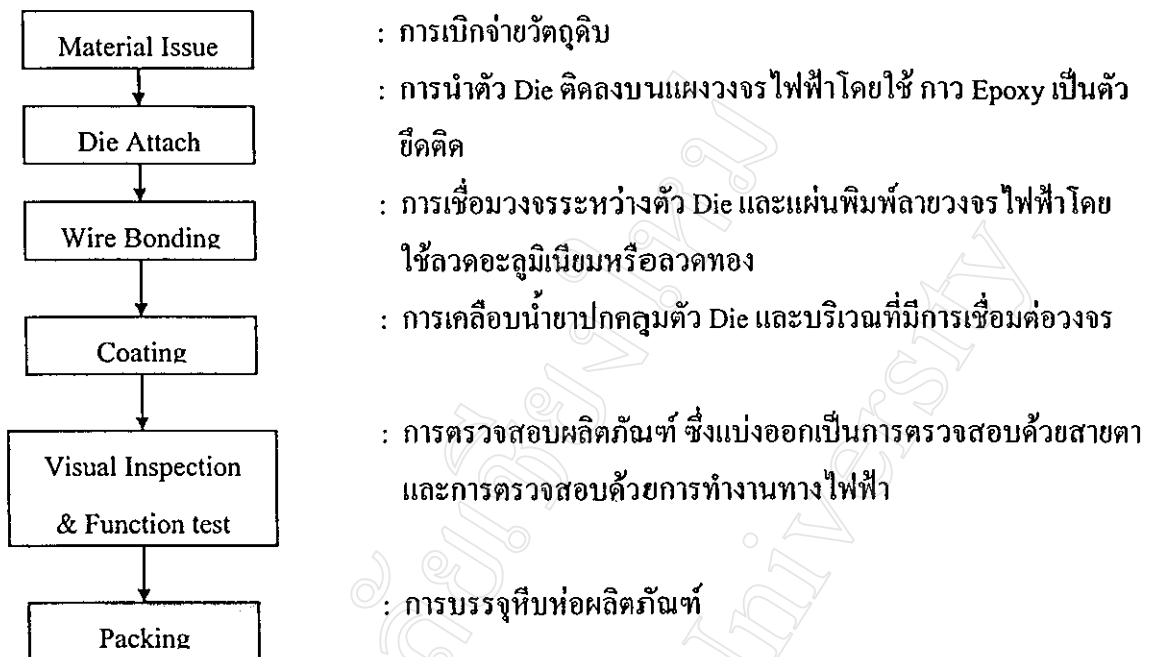 Material Issue : การเบิกจ่ายวัตถุดิบ
Die Attach : การนำตัว Die ติดลงบนแผงวงจรไฟฟ้าโดยใช้ กาว Epoxy เป็นตัว
ยึดติด
Wire Bonding : การเชื่อมวงจรระหว่างตัว Die และแผ่นพิมพ์ลายวงจรไฟฟ้าโดย
ใช้ลวดอะลูมิเนียมหรือลวดทอง
Coating : การเคลือบน้ำยาปกคลุมตัว Die และบริเวณที่มีการเชื่อมต่อวงจร
Visual Inspection : การตรวจสอบผลิตภัณฑ์ ซึ่งแบ่งออกเป็นการตรวจสอบด้วยสายตา
& Function test และการตรวจสอบด้วยการทำงานทางไฟฟ้า
Packing : การบรรจุหีบห่อผลิตภัณฑ์
University